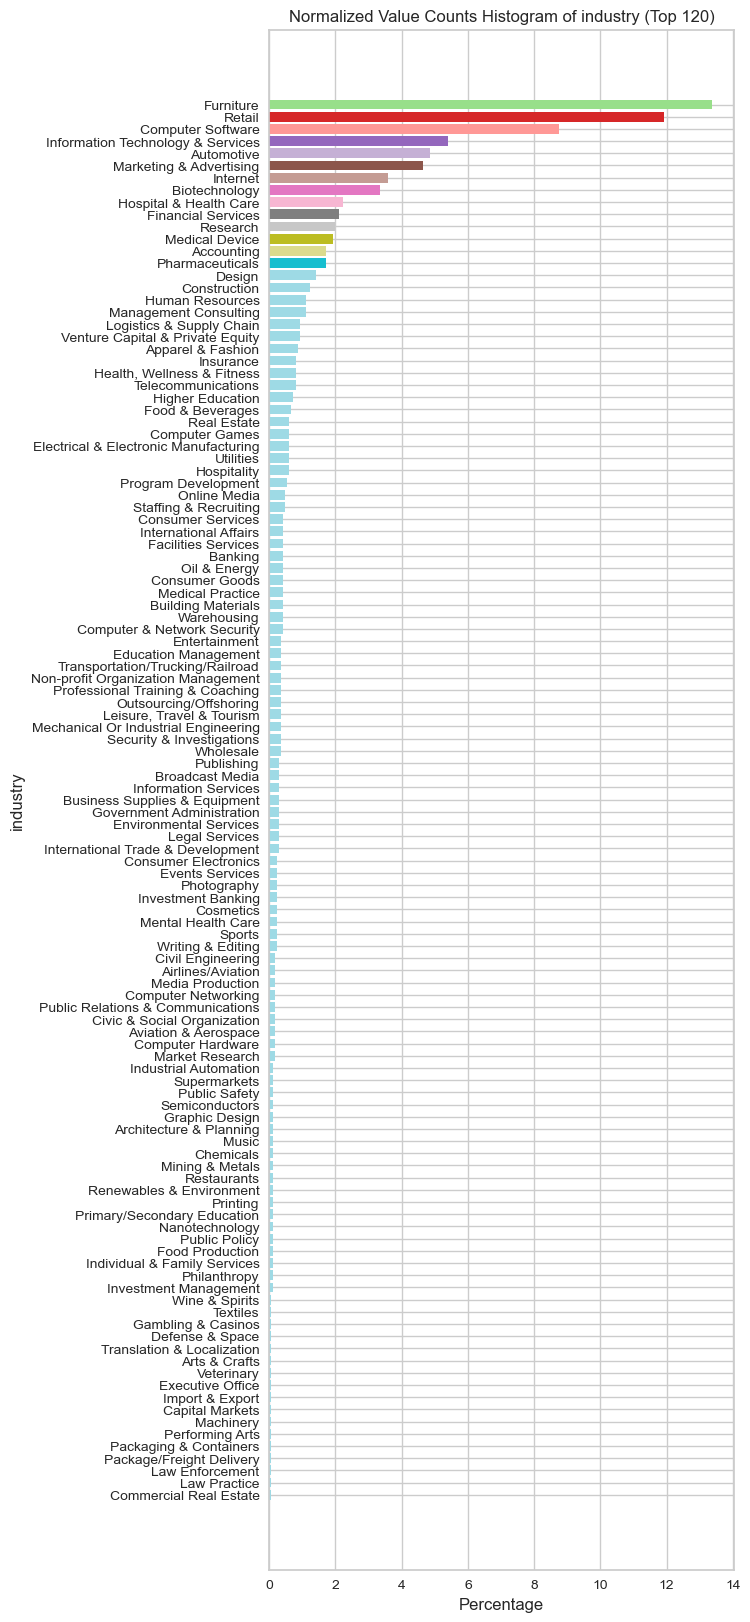 Normalized Value Counts Histogram of industry (Top 120)
Furniture
Retail
Computer Software
Information Technology & Services
Automotive
Marketing & Advertising
Internet
Biotechnology
Hospital & Health Care
Financial Services
Research
Medical Device
Accounting
Pharmaceuticals
Design
Construction
Human Resources
Management Consulting
Logistics & Supply Chain
Venture Capital & Private Equity
Apparel & Fashion
Insurance
Health, Wellness & Fitness
Telecommunications
Higher Education
Food & Beverages
Real Estate
Computer Games
Electrical & Electronic Manufacturing
Utilities
Hospitality
Program Development
Online Media
Staffing & Recruiting
Consumer Services
International Affairs
Facilities Services
Banking
Oil & Energy
Consumer Goods
Medical Practice
Building Materials
Warehousing
Computer & Network Security
Entertainment
Education Management
Transportation/Trucking/Railroad
Non-profit Organization Management
Professional Training & Coaching
Outsourcing/Offshoring
Leisure, Travel & Tourism
Mechanical Or Industrial Engineering
Security & Investigations
Wholesale
Publishing
Broadcast Media
Information Services
Business Supplies & Equipment
Government Administration
Environmental Services
Legal Services
International Trade & Development
Consumer Electronics
Events Services
Photography
Investment Banking
Cosmetics
Mental Health Care
Sports
Writing & Editing
Civil Engineering
Airlines/Aviation
Media Production
Computer Networking
Public Relations & Communications
Civic & Social Organization
Aviation & Aerospace
Computer Hardware
Market Research
Industrial Automation
Supermarkets
Public Safety
Semiconductors
Graphic Design
Architecture & Planning
Music
Chemicals
Mining & Metals
Restaurants
Renewables & Environment
Printing
Primary/Secondary Education
Nanotechnology
Public Policy
Food Production
Individual & Family Services
Philanthropy
Investment Management
Wine & Spirits
Textiles
Gambling & Casinos
Defense & Space
Translation & Localization
Arts & Crafts
Veterinary
Executive Office
Import & Export
Capital Markets
Machinery
Performing Arts
Packaging & Containers
Package/Freight Delivery
Law Enforcement
Law Practice
Commercial Real Estate
industry
0 2 4 6 8 10 12 14
Percentage